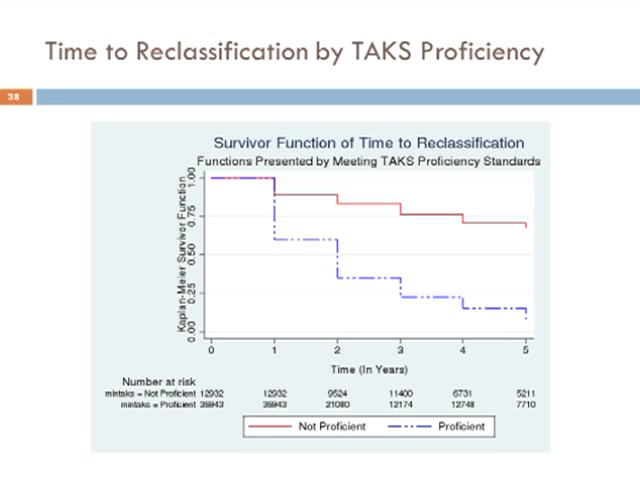 Time to Reclassification by TAKS Proficiency
38
Survivor Function of Time to Reclassification
Functions Presented by Meeting TAKS Proficiency Standards
Kaplan-Meier Survivor Function
1.00
0.75
0.50
0.25
0.00
0 1 2 3 4 5
Time (In Years)
Number at risk
mintaks = Not Proficient 12932 12932 9524 11400 6731 5211
mintaks = Proficient 21080 12174 12748 7710
Not Proficient Proficient